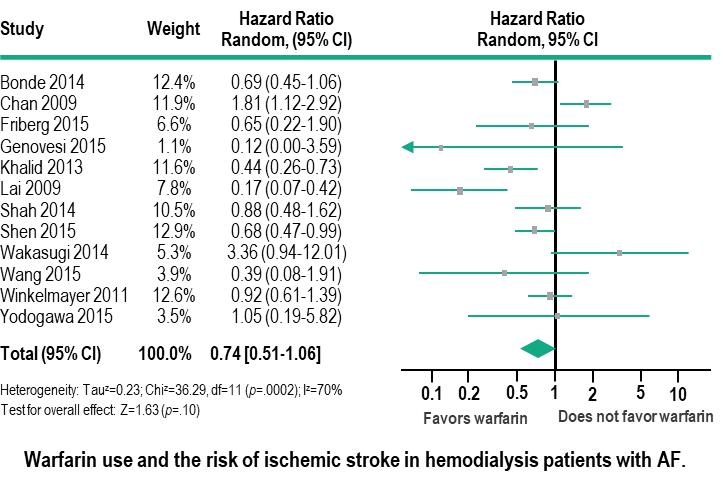 Study Weight Hazard Ratio Random, (95% CI) Hazard Ratio Random, 95% CI
Bonde 2014 12.4% 0.69 (0.45-1.06)
Chan 2009 11.9% 1.81 (1.12-2.92)
Friberg 2015 6.6% 0.65 (0.22-1.90)
Genovesi 2015 1.1% 0.12 (0.00-3.59)
Khalid 2013 11.6% 0.44 (0.26-0.73)
Lai 2009 7.8% 0.17 (0.07-0.42)
Shah 2014 10.5% 0.88 (0.48-1.62)
Shen 2015 12.9% 0.68 (0.47-0.99)
Wakasugi 2014 5.3% 3.36 (0.94-12.01)
Wang 2015 3.9% 0.39 (0.08-1.91)
Winkelmayer 2011 12.6% 0.92 (0.61-1.39)
Yodogawa 2015 3.5% 1.05 (0.19-5.82)
Total (95% CI) 100.0% 0.74 [0.51-1.06]
Heterogeneity: Tau²=0.23; Chi²=36.29, df=11 (p=.0002); I²=70%
Test for overall effect: Z=1.63 (p=.10)
0.1 0.2 0.5 1 2 5 10
Favors warfarin Does not favor warfarin
Warfarin use and the risk of ischemic stroke in hemodialysis patients with AF.